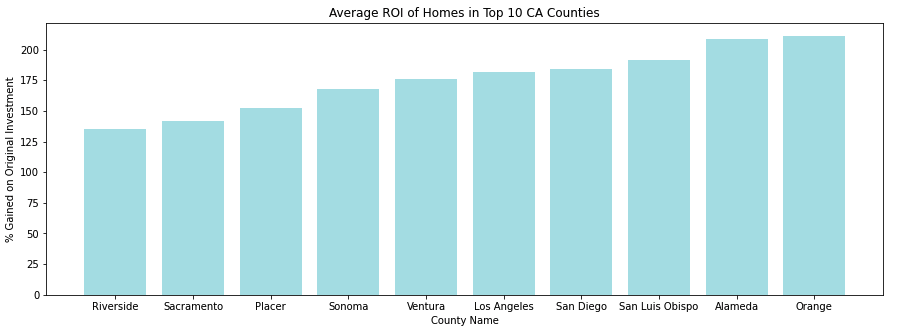 Average ROI of Homes in Top 10 CA Counties
% Gained on Original Investment
200
175
150
125
100
75
50
25
0
Riverside Sacramento Placer Sonoma Ventura Los Angeles San Diego San Luis Obispo Alameda Orange
County Name